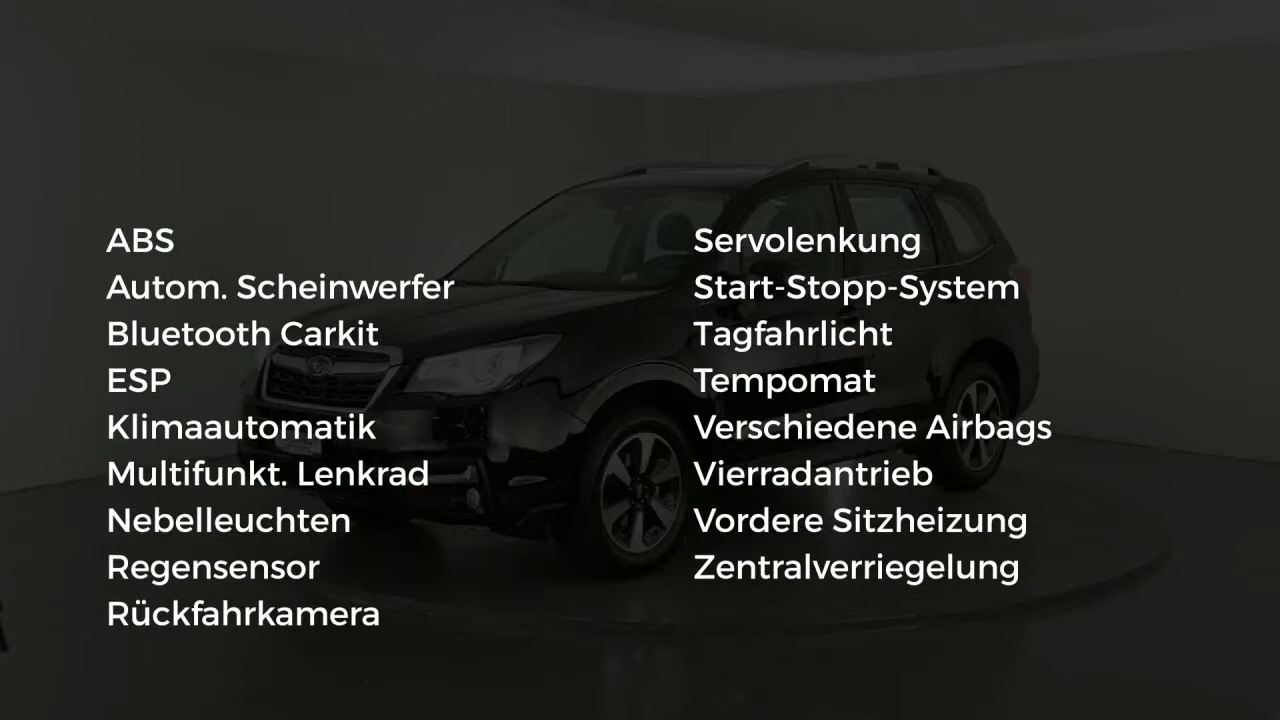 ABS
Autom. Scheinwerfer
Bluetooth Carkit
ESP
Klimaautomatik
Multifunkt. Lenkrad
Nebelleuchten
Regensensor
Rückfahrkamera
Servolenkung
Start-Stopp-System
Tagfahrlicht
Tempomat
Verschiedene Airbags
Vierradantrieb
Vordere Sitzheizung
Zentralverriegelung